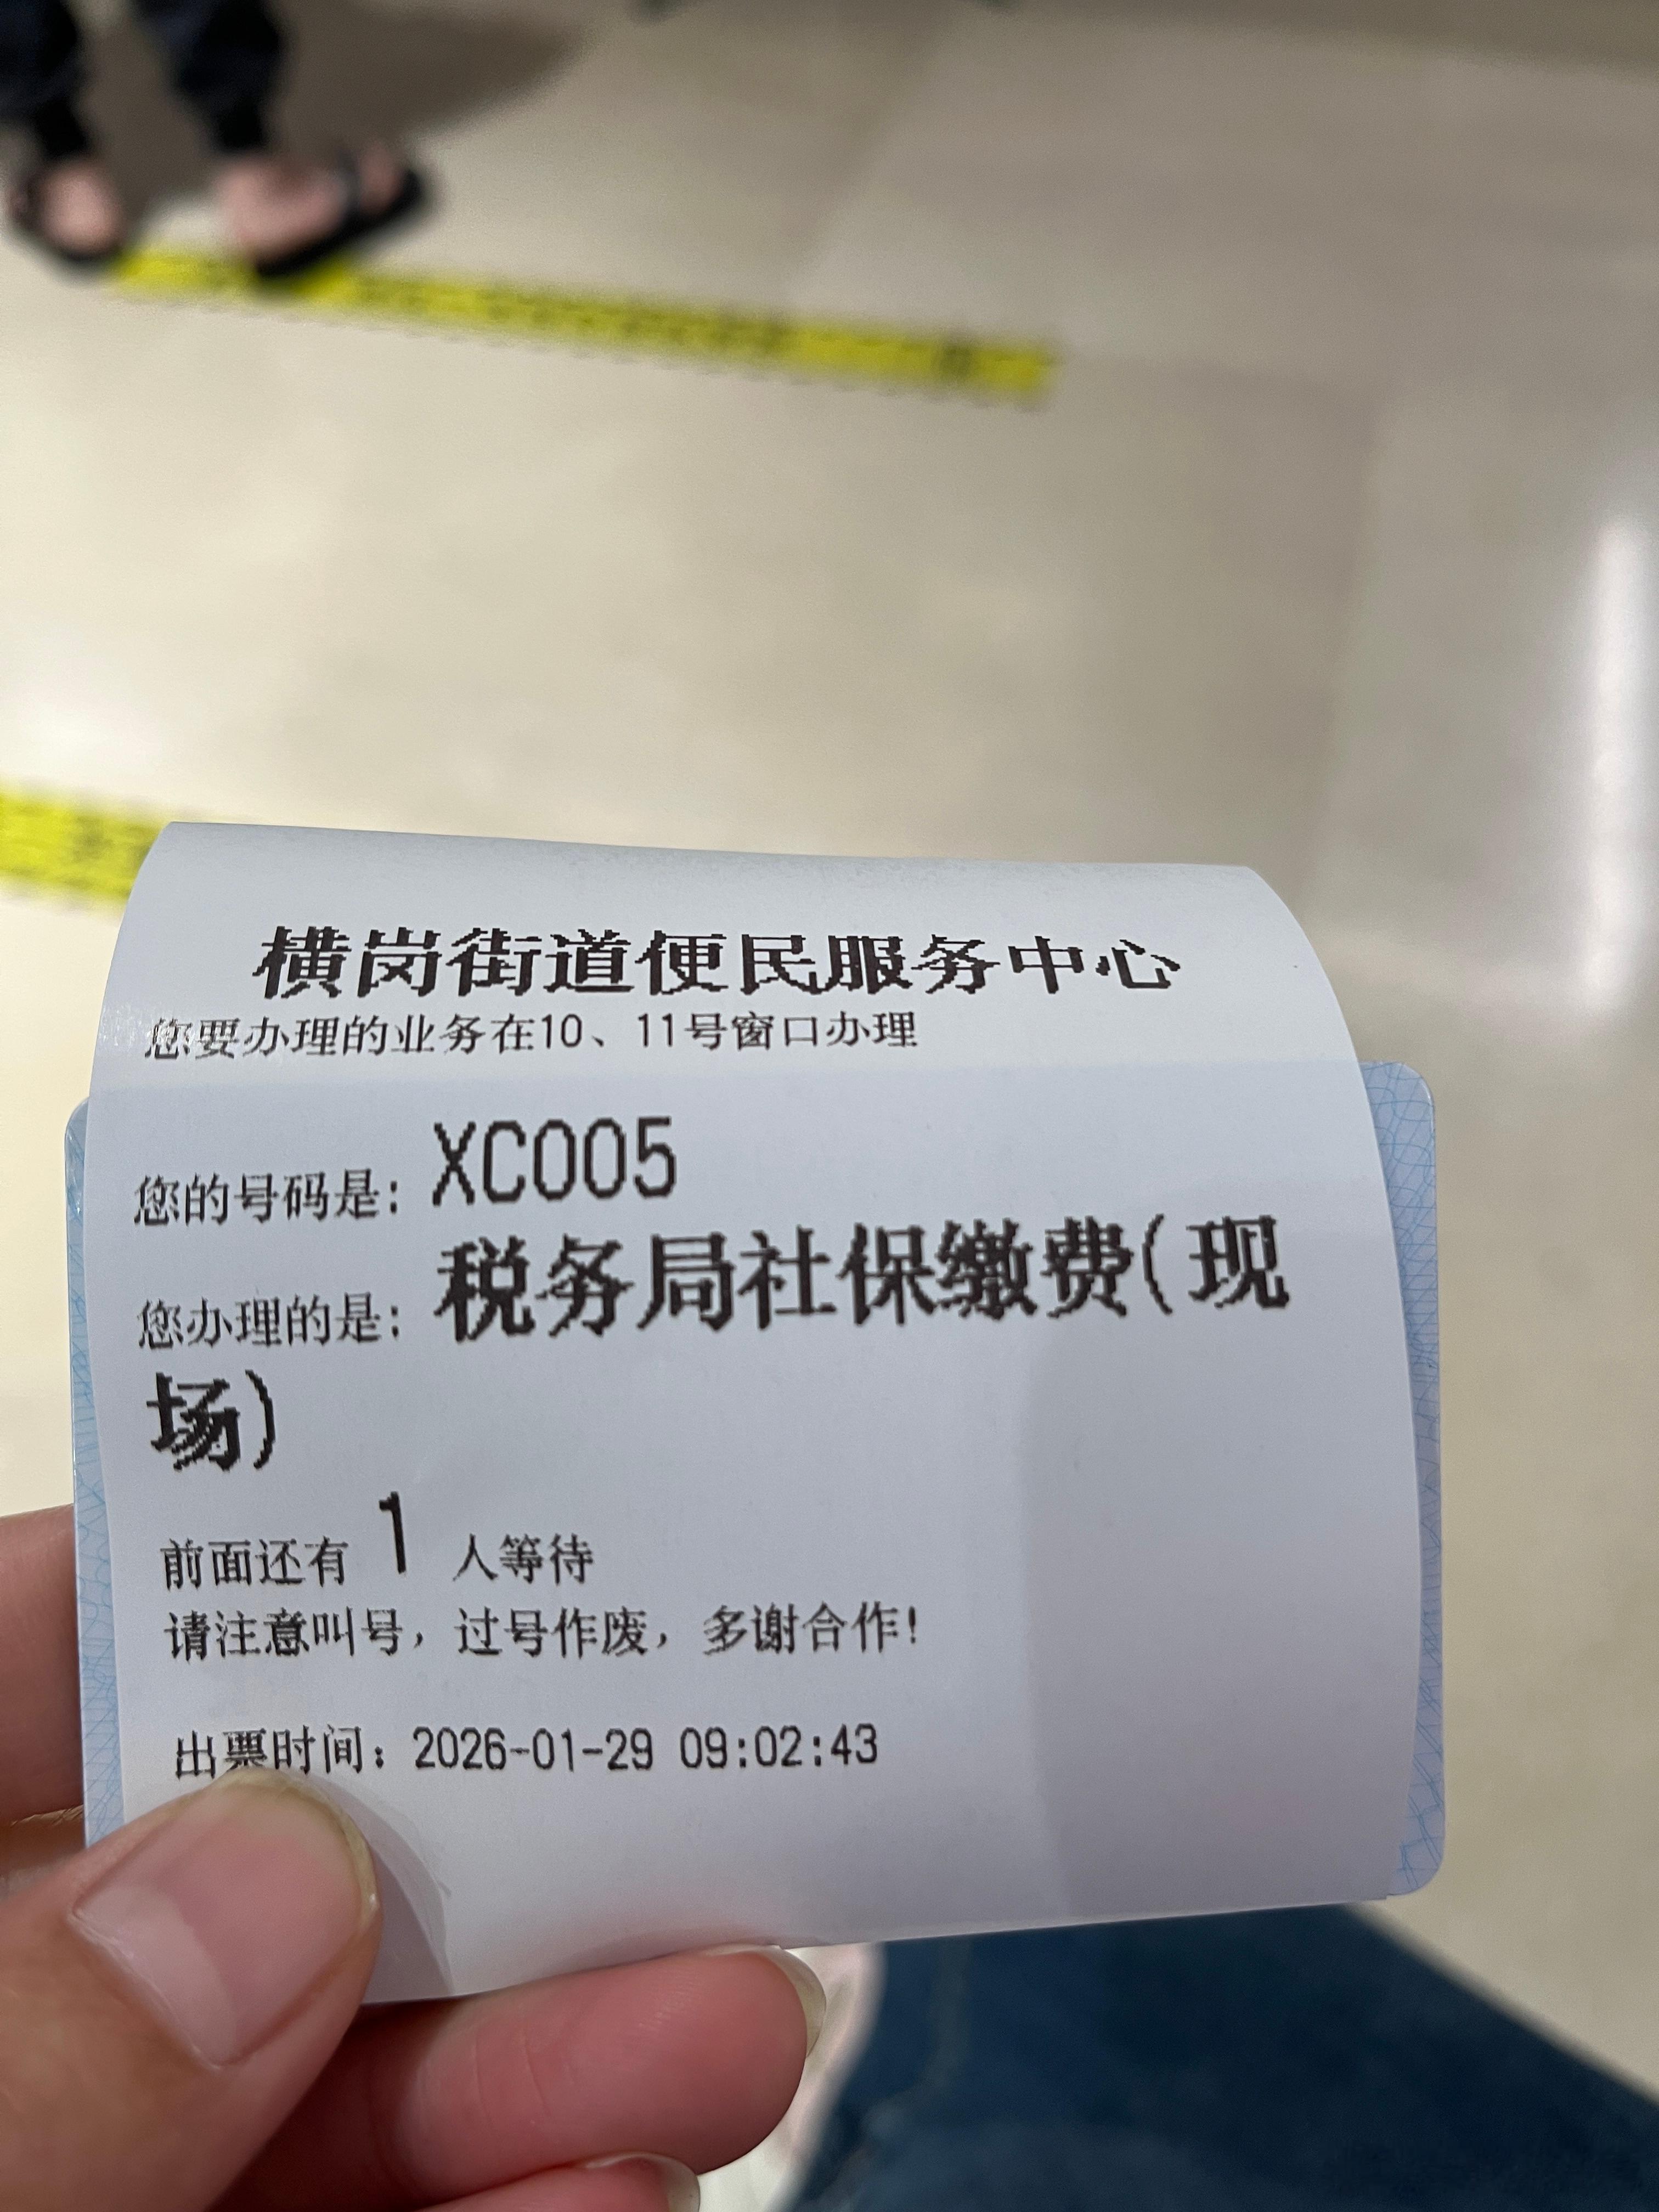 横岗街道便民服务中心
您要办理的业务在10、11号窗口办理
您的号码是: XC005
您办理的是: 税务局社保缴费(现
场)
前面还有 1 人等待
请注意叫号，过号作废，多谢合作!
出票时间: 2026-01-29 09:02:43